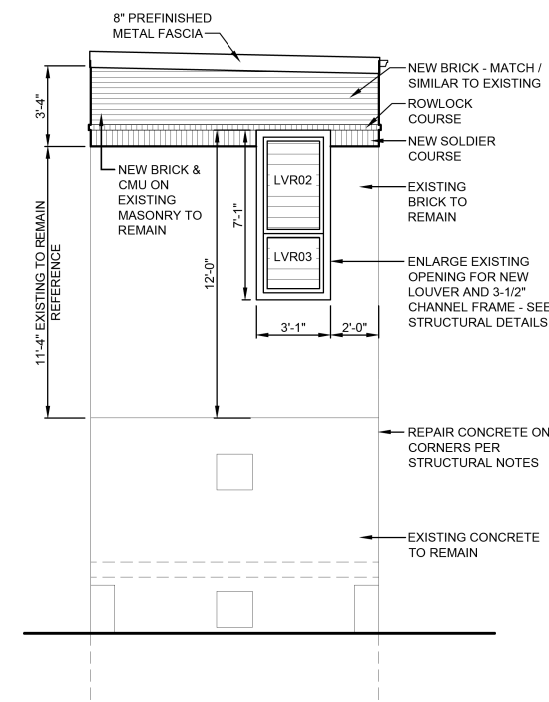 8" PREFINISHED
METAL FASCIA
NEW BRICK - MATCH /
SIMILAR TO EXISTING
ROWLOCK
COURSE
NEW SOLDIER
COURSE
3'-4"
NEW BRICK &
CMU ON
EXISTING
MASONRY TO
REMAIN
LVR02
LVR03
EXISTING
BRICK TO
REMAIN
7'-1"
12'-0"
11'-4" EXISTING TO REMAIN
REFERENCE
ENLARGE EXISTING
OPENING FOR NEW
LOUVER AND 3-1/2"
CHANNEL FRAME - SEE
STRUCTURAL DETAILS
3'-1"
2'-0"
REPAIR CONCRETE ON
CORNERS PER
STRUCTURAL NOTES
EXISTING CONCRETE
TO REMAIN